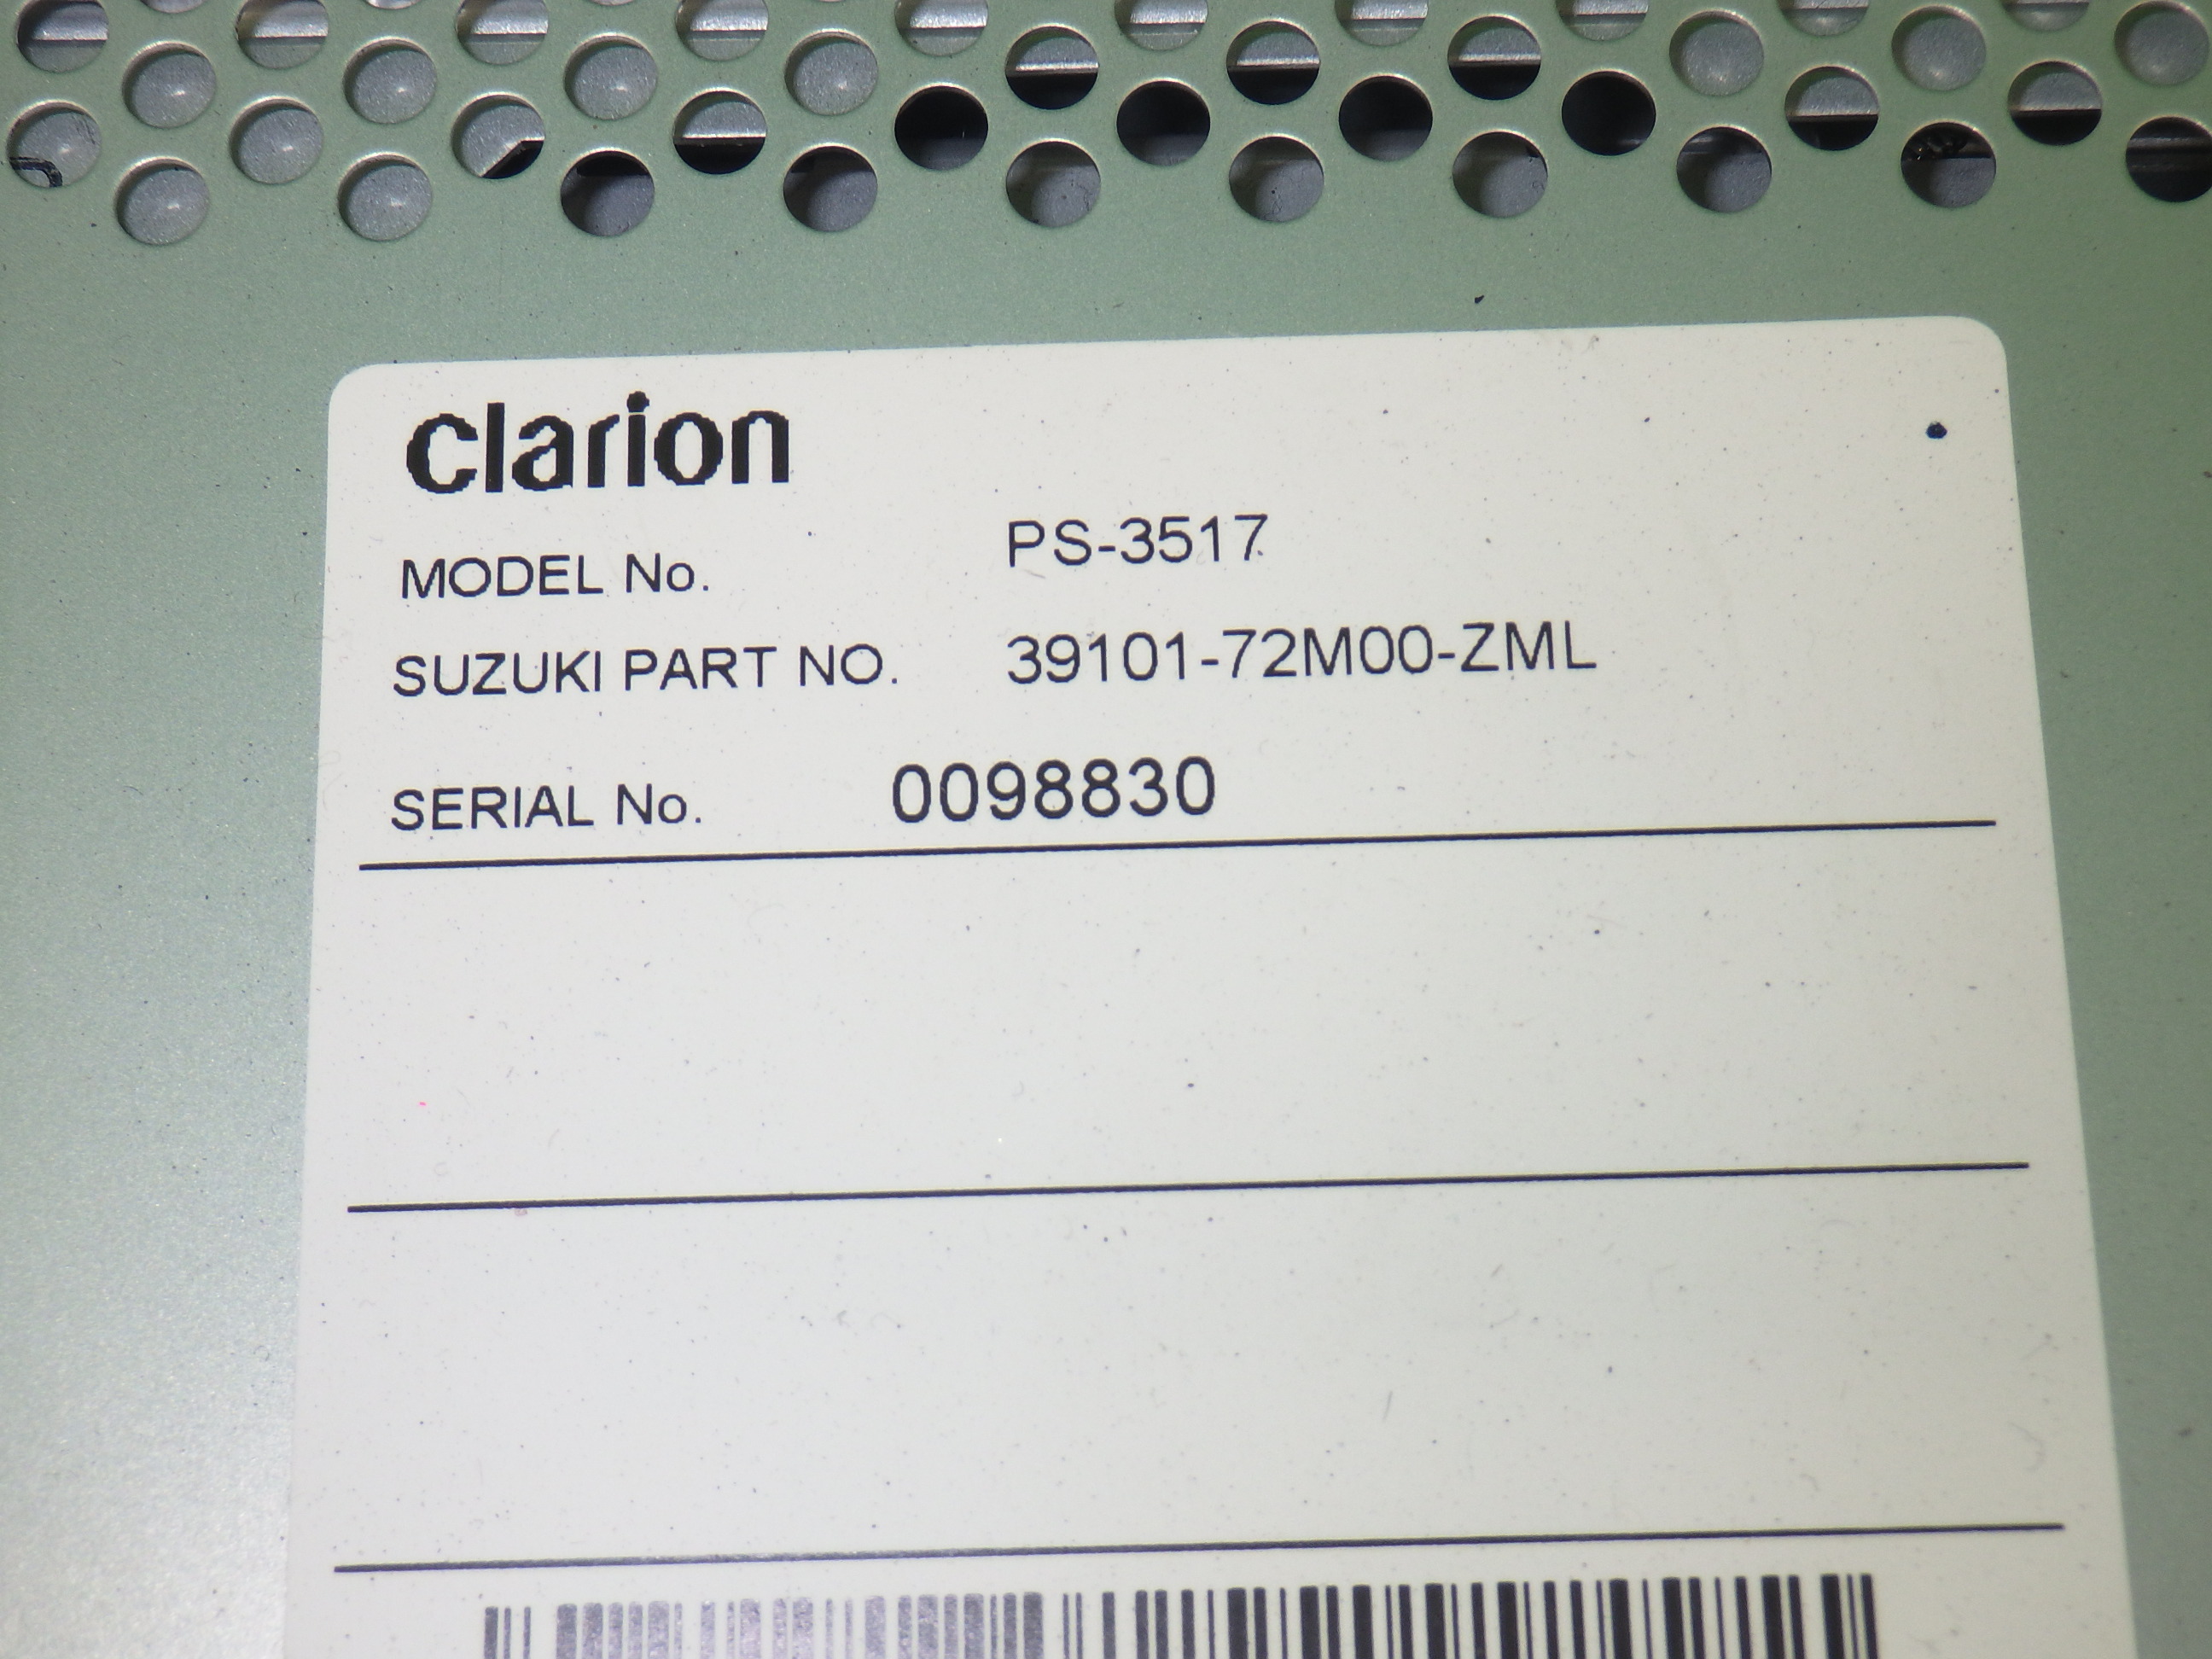 clarion
MODEL No. PS-3517
SUZUKI PART NO. 39101-72M00-ZML
SERIAL No. 0098830